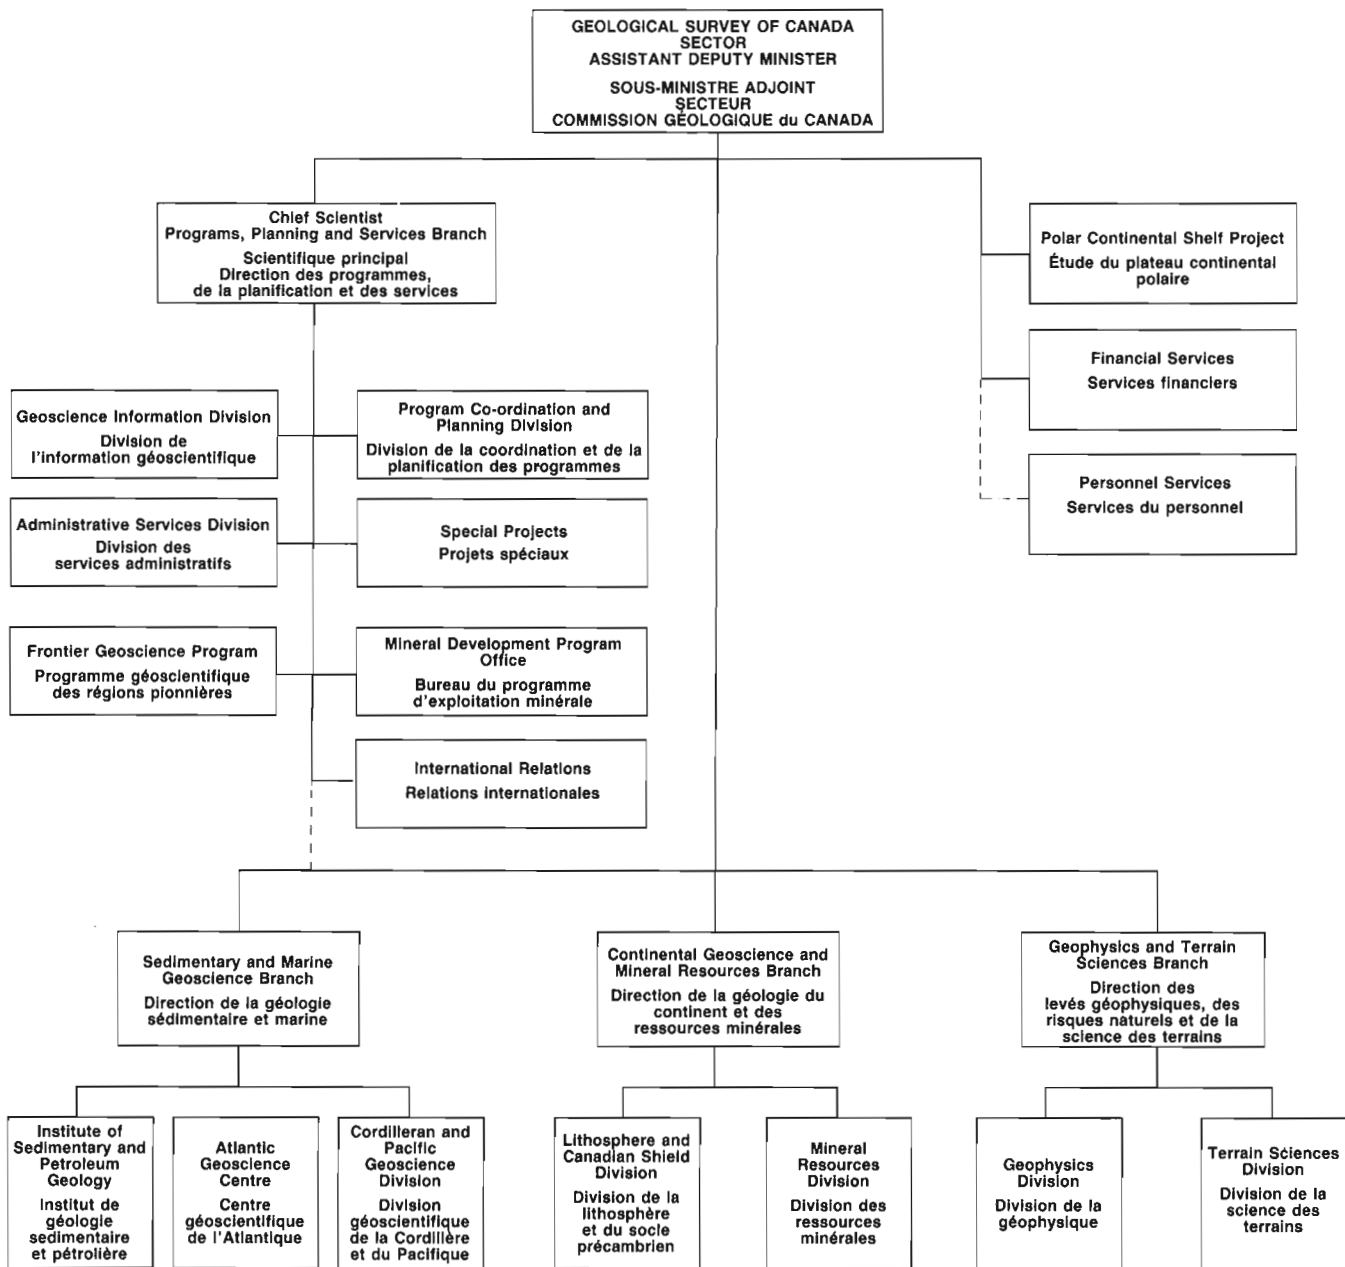 GEOLOGICAL SURVEY OF CANADA
SECTOR
ASSISTANT DEPUTY MINISTER
SOUS-MINISTRE ADJOINT
SECTEUR
COMMISSION GÉOLOGIQUE du CANADA
Chief Scientist
Programs, Planning and Services Branch
Scientifique principal
Direction des programmes,
de la planification et des services
Polar Continental Shelf Project
Étude du plateau continental
polaire
Financial Services
Services financiers
Personnel Services
Services du personnel
Geoscience Information Division
Division de
l'information géoscientifique
Program Co-ordination and
Planning Division
Division de la coordination et de la
planification des programmes
Administrative Services Division
Division des
services administratifs
Special Projects
Projets spéciaux
Frontier Geoscience Program
Programme géoscientifique
des régions pionnières
Mineral Development Program
Office
Bureau du programme
d'exploitation minérale
International Relations
Relations internationales
Sedimentary and Marine
Geoscience Branch
Direction de la géologie
sédimentaire et marine
Continental Geoscience and
Mineral Resources Branch
Direction de la géologie du
continent et des
ressources minérales
Geophysics and Terrain
Sciences Branch
Direction des
levés géophysiques, des
risques naturels et de la
science des terrains
Institute of
Sedimentary and
Petroleum
Geology
Institut de
géologie
sedimentaire
et pétrolière
Atlantic
Geoscience
Centre
Centre
géoscientifique
de l'Atlantique
Cordilleran and
Pacific
Geoscience
Division
Division
géoscientifique
de la Cordillère
et du Pacifique
Lithosphere and
Canadian Shield
Division
Division de la
lithosphère
et du socle
précambrien
Mineral
Resources
Division
Division des
ressources
minérales
Geophysics
Division
Division de la
géophysique
Terrain Sciences
Division
Division de la
science des
terrains